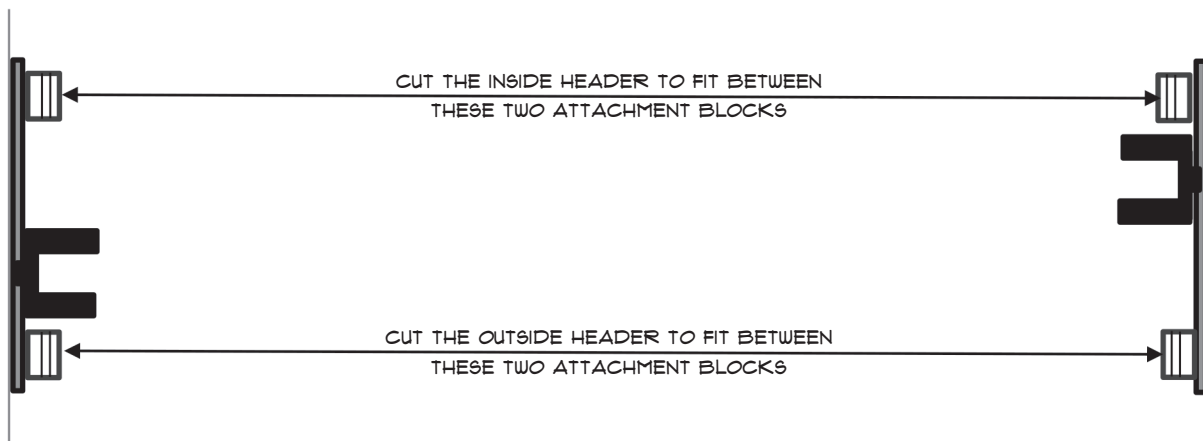 CUT THE INSIDE HEADER TO FIT BETWEEN
THESE TWO ATTACHMENT BLOCKS
CUT THE OUTSIDE HEADER TO FIT BETWEEN
THESE TWO ATTACHMENT BLOCKS